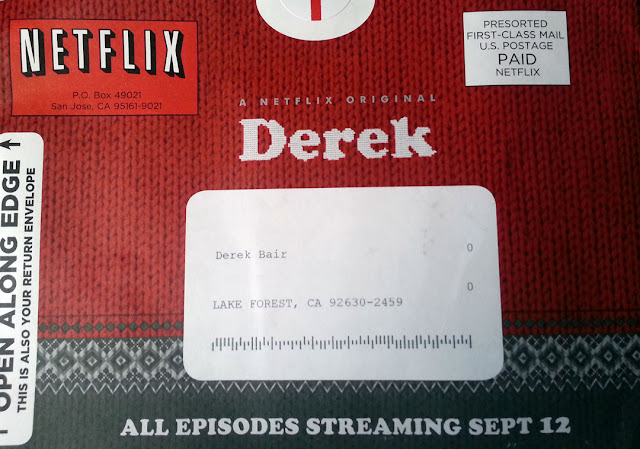 NETFLIX
P.O. Box 49021
San Jose, CA 95161-9021
PRESORTED
FIRST-CLASS MAIL
U.S. POSTAGE
PAID
NETFLIX
A NETFLIX ORIGINAL
Derek
OPEN ALONG EDGE
THIS IS ALSO YOUR RETURN ENVELOPE
Derek Bair 0
0
LAKE FOREST, CA 92630-2459
ALL EPISODES STREAMING SEPT 12